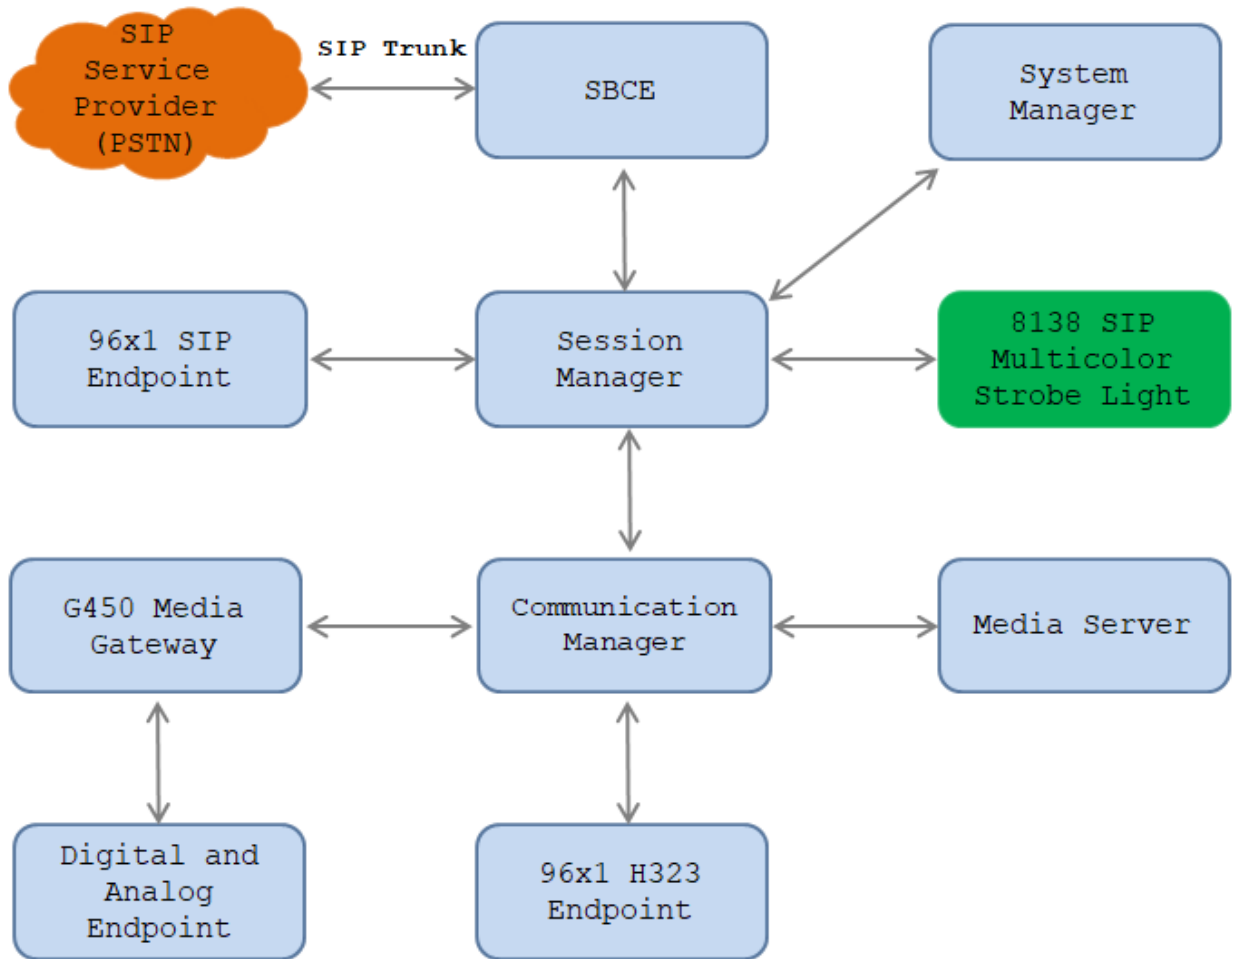 SIP
Service
Provider
(PSTN)
SIP Trunk
SBCE
System
Manager
96x1 SIP
Endpoint
Session
Manager
8138 SIP
Multicolor
Strobe Light
G450 Media
Gateway
Communication
Manager
Media Server
Digital and
Analog
Endpoint
96x1 H323
Endpoint